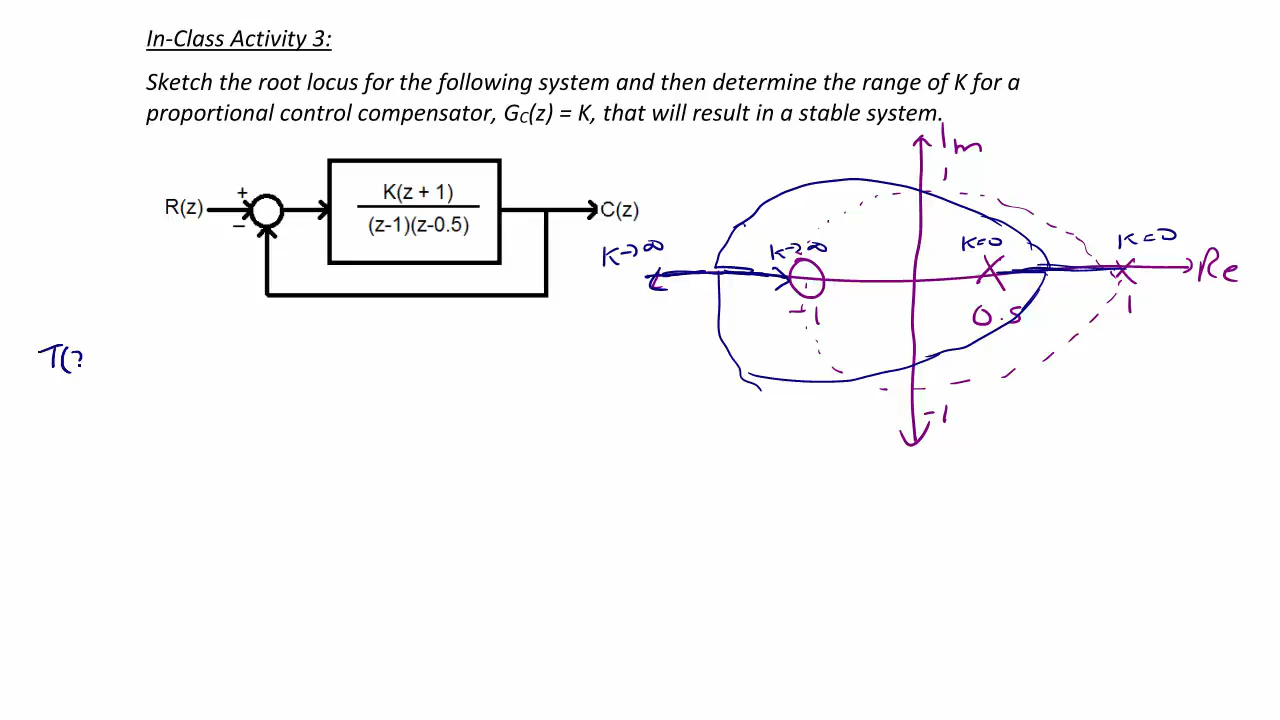 In-Class Activity 3:
Sketch the root locus for the following system and then determine the range of K for a
proportional control compensator, GC(z) = K, that will result in a stable system.
Im
1
R(z)
+
−
K(z + 1)
(z-1)(z-0.5)
C(z)
K→∞
K→∞
K=0
K=0
Re
-1
0.5
1
-1
T(z